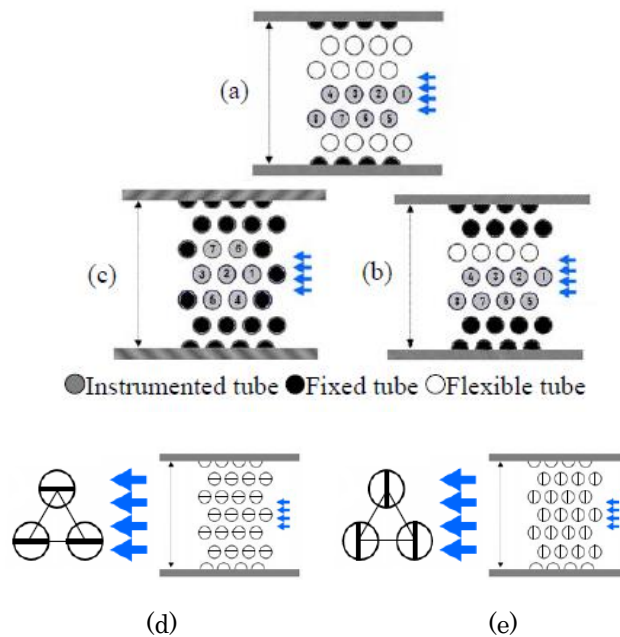 (a)
4 3 2 1
8 7 6 5
(c)
7 6
3 2 1
5 4
(b)
4 3 2 1
8 7 6 5
Instrumented tube Fixed tube Flexible tube
(d) (e)